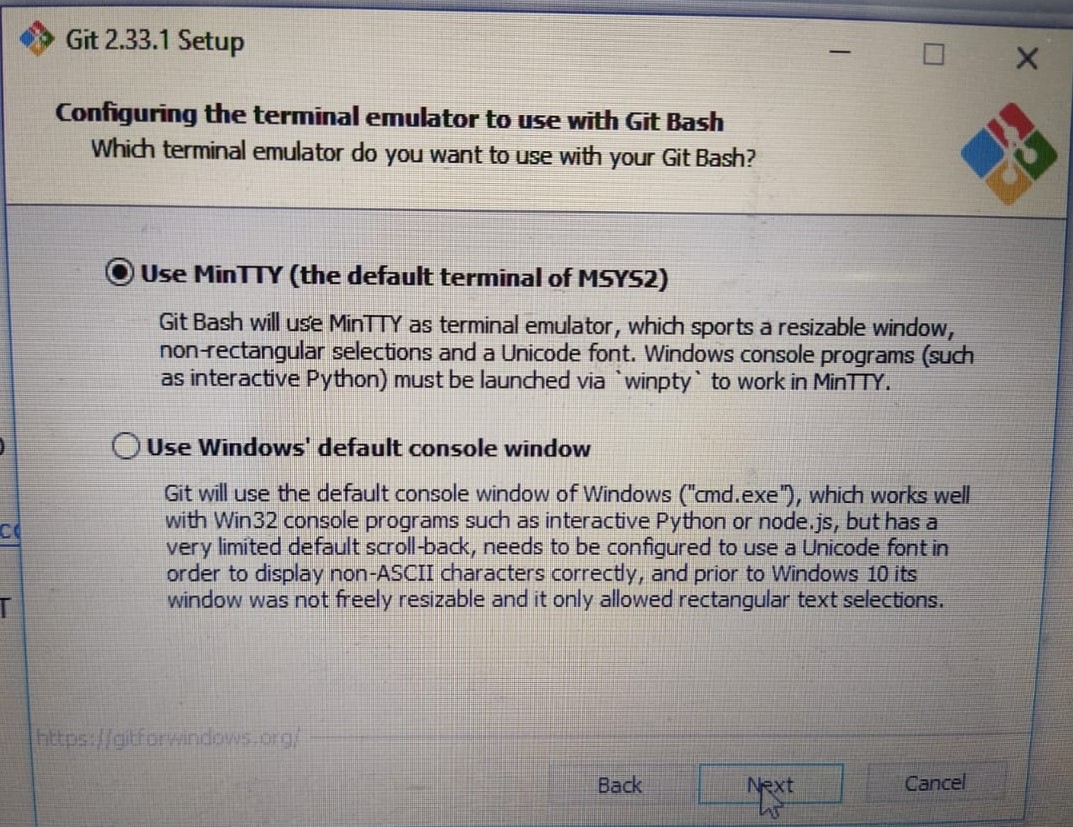 Git 2.33.1 Setup
Configuring the terminal emulator to use with Git Bash
Which terminal emulator do you want to use with your Git Bash?
Use MinTTY (the default terminal of MSYS2)
Git Bash will use MinTTY as terminal emulator, which sports a resizable window,
non-rectangular selections and a Unicode font. Windows console programs (such
as interactive Python) must be launched via `winpty` to work in MinTTY.
Use Windows' default console window
Git will use the default console window of Windows ("cmd.exe"), which works well
with Win32 console programs such as interactive Python or node.js, but has a
very limited default scroll-back, needs to be configured to use a Unicode font in
order to display non-ASCII characters correctly, and prior to Windows 10 its
window was not freely resizable and it only allowed rectangular text selections.
https://gitforwindows.org/
Back
Next
Cancel